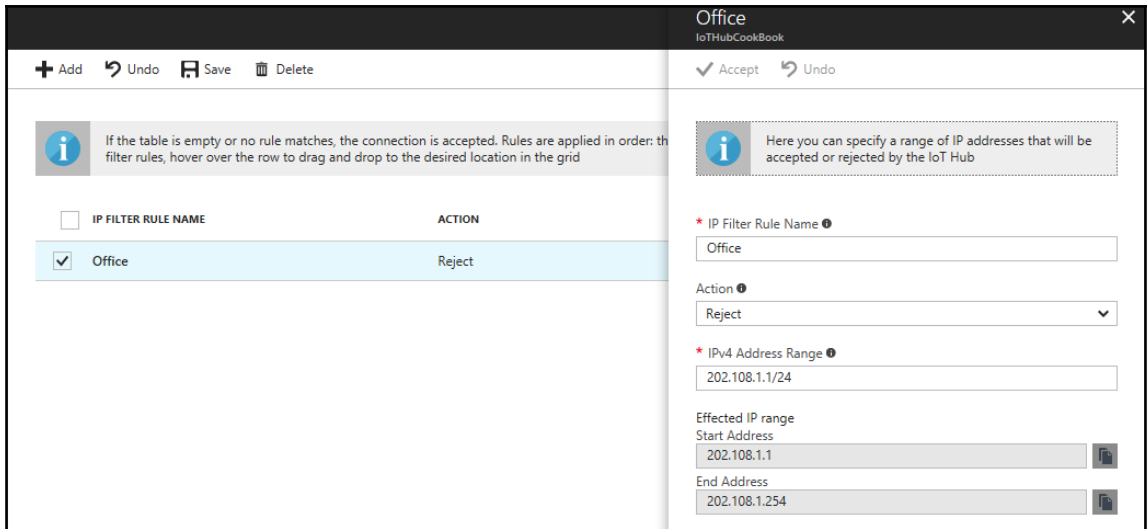 Office
IoTHubCookBook
Add Undo Save Delete
Accept Undo
If the table is empty or no rule matches, the connection is accepted. Rules are applied in order: th
filter rules, hover over the row to drag and drop to the desired location in the grid
Here you can specify a range of IP addresses that will be
accepted or rejected by the IoT Hub
IP FILTER RULE NAME ACTION
Office Reject
* IP Filter Rule Name
Office
Action
Reject
* IPv4 Address Range
202.108.1.1/24
Effected IP range
Start Address
202.108.1.1
End Address
202.108.1.254